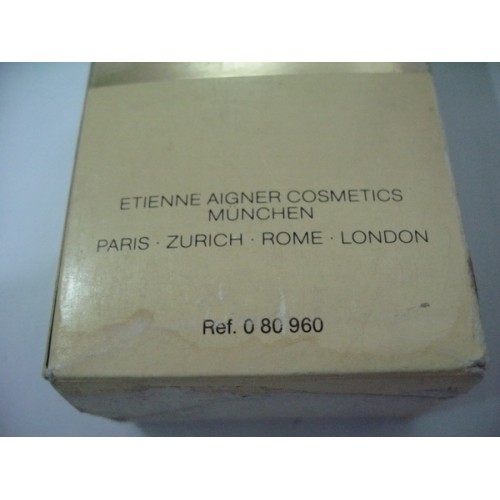 ETIENNE AIGNER COSMETICS
MÜNCHEN
PARIS · ZURICH · ROME · LONDON
Ref. 0 80 960